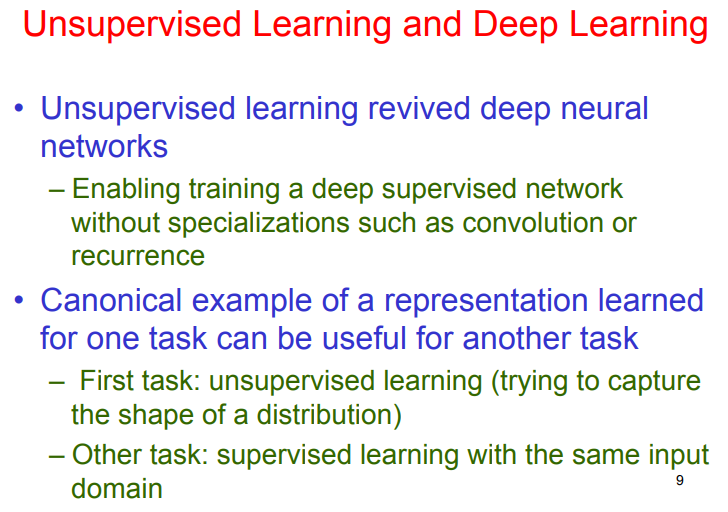 Unsupervised Learning and Deep Learning
• Unsupervised learning revived deep neural
networks
– Enabling training a deep supervised network
without specializations such as convolution or
recurrence
• Canonical example of a representation learned
for one task can be useful for another task
– First task: unsupervised learning (trying to capture
the shape of a distribution)
– Other task: supervised learning with the same input
domain
9